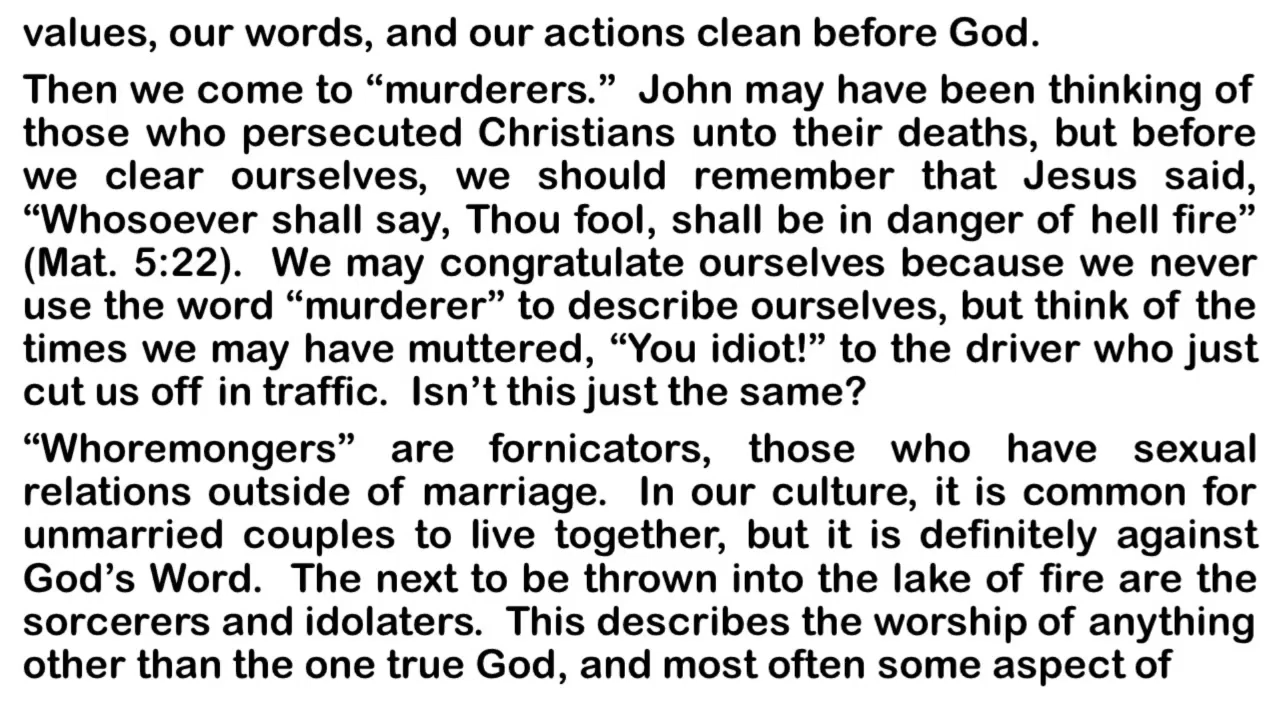 values, our words, and our actions clean before God.
Then we come to “murderers.”  John may have been thinking of
those who persecuted Christians unto their deaths, but before
we clear ourselves, we should remember that Jesus said,
“Whosoever shall say, Thou fool, shall be in danger of hell fire”
(Mat. 5:22).  We may congratulate ourselves because we never
use the word “murderer” to describe ourselves, but think of the
times we may have muttered, “You idiot!” to the driver who just
cut us off in traffic.  Isn’t this just the same?
“Whoremongers” are fornicators, those who have sexual
relations outside of marriage.  In our culture, it is common for
unmarried couples to live together, but it is definitely against
God’s Word.  The next to be thrown into the lake of fire are the
sorcerers and idolaters.  This describes the worship of anything
other than the one true God, and most often some aspect of